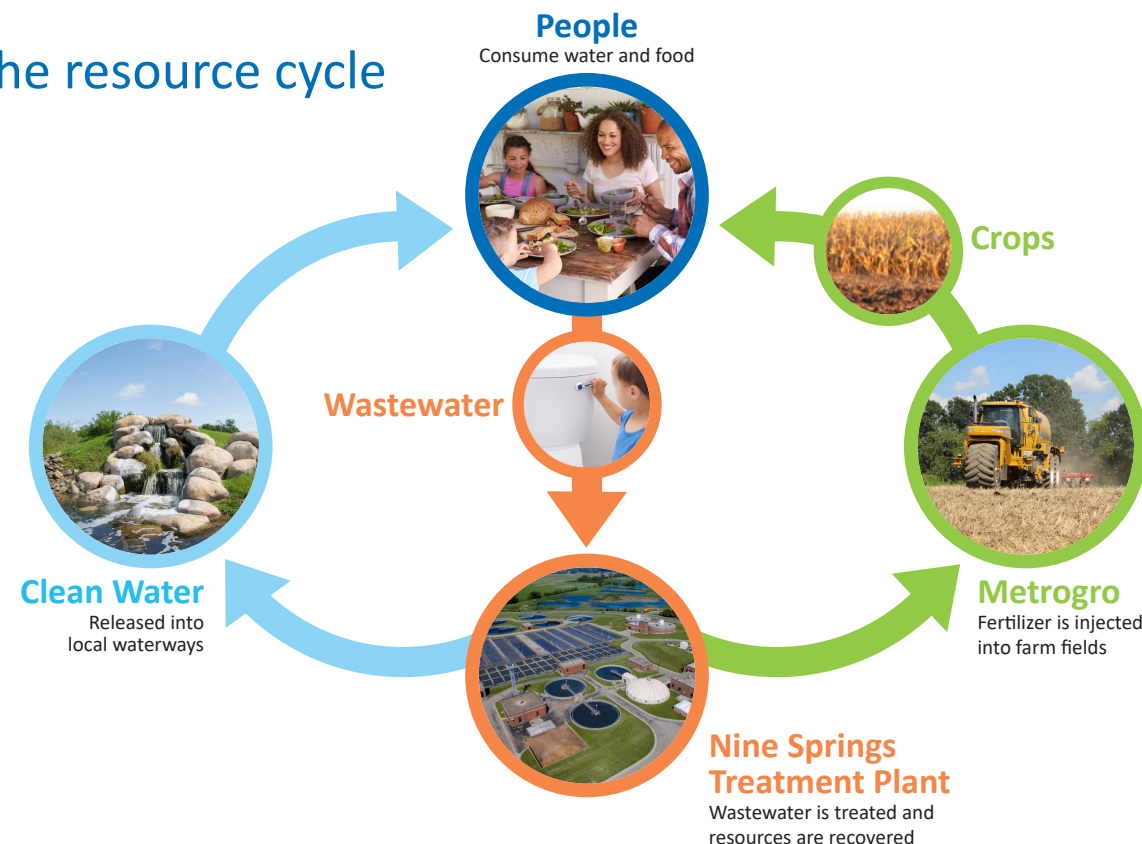 he resource cycle
People
Consume water and food
Crops
Wastewater
Clean Water
Released into
local waterways
Metrogro
Fertilizer is injected
into farm fields
Nine Springs
Treatment Plant
Wastewater is treated and
resources are recovered